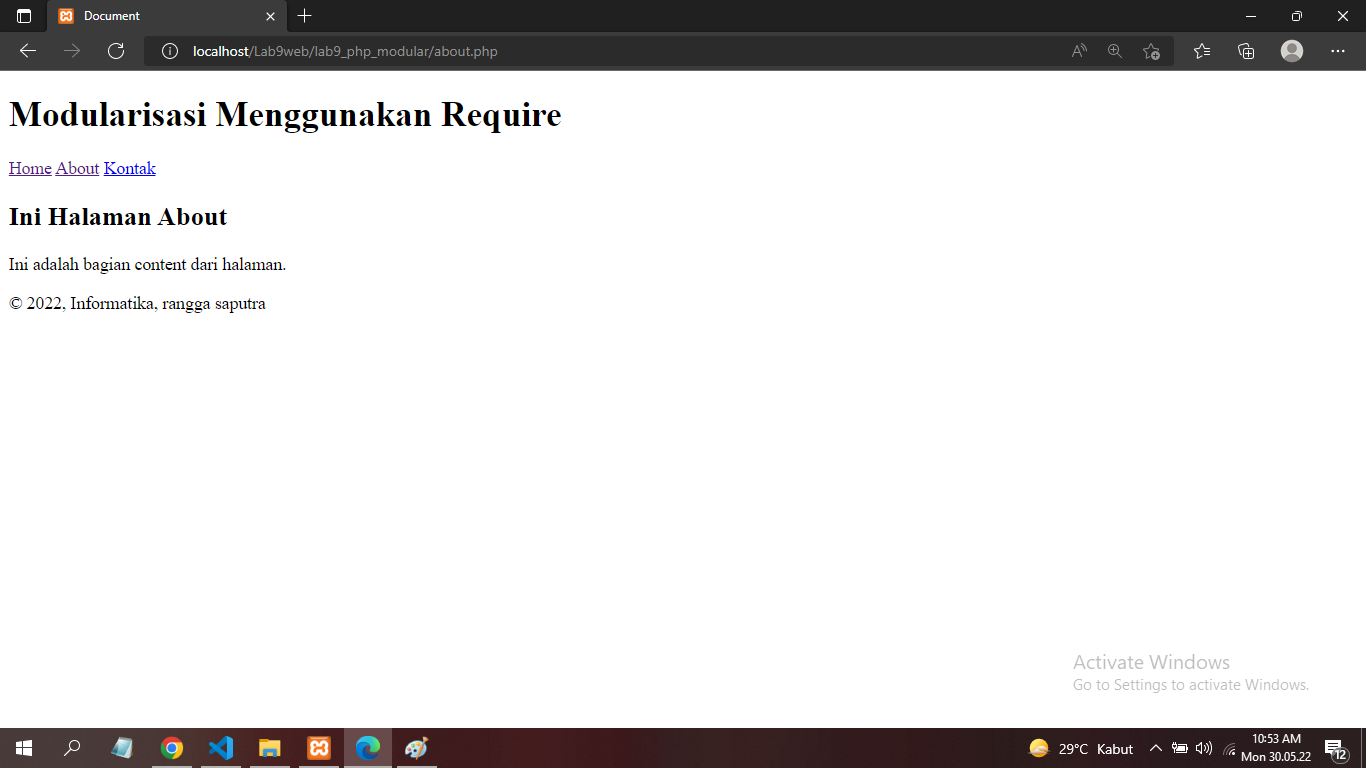 Document
localhost/Lab9web/lab9_php_modular/about.php
Modularisasi Menggunakan Require
Home About Kontak
Ini Halaman About
Ini adalah bagian content dari halaman.
© 2022, Informatika, rangga saputra
Activate Windows
Go to Settings to activate Windows.
29°C Kabut
10:53 AM
Mon 30.05.22
12